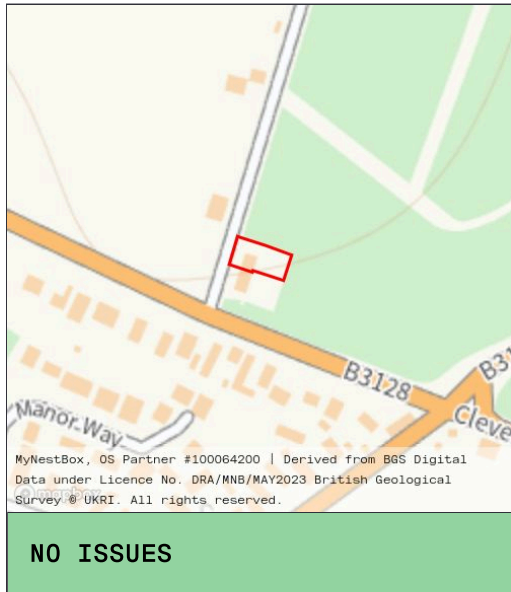 B3128
B31
Cleve
Manor Way
MyNestBox, OS Partner #100064200 | Derived from BGS Digital
Data under Licence No. DRA/MNB/MAY2023 British Geological
Survey © UKRI. All rights reserved.
mapbox
NO ISSUES